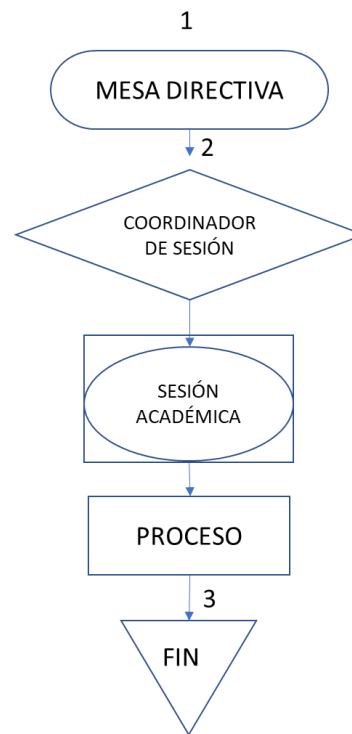 1
MESA DIRECTIVA
2
COORDINADOR
DE SESIÓN
SESIÓN
ACADÉMICA
PROCESO
3
FIN